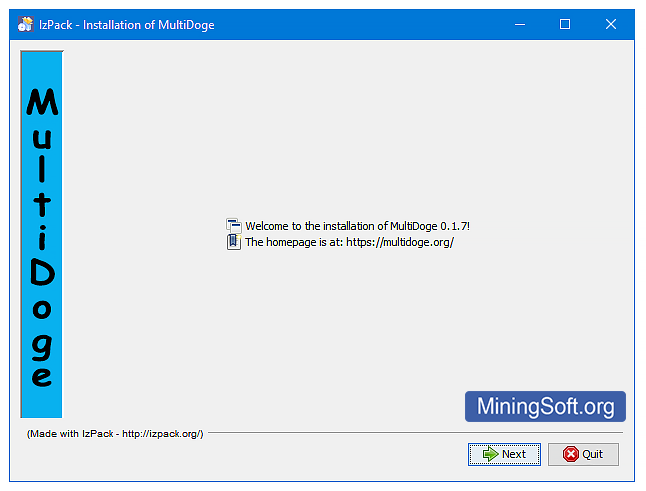 IzPack - Installation of MultiDoge
MultiDoge
Welcome to the installation of MultiDoge 0.1.7!
The homepage is at: https://multidoge.org/
MiningSoft.org
(Made with IzPack - http://izpack.org/)
Next
Quit